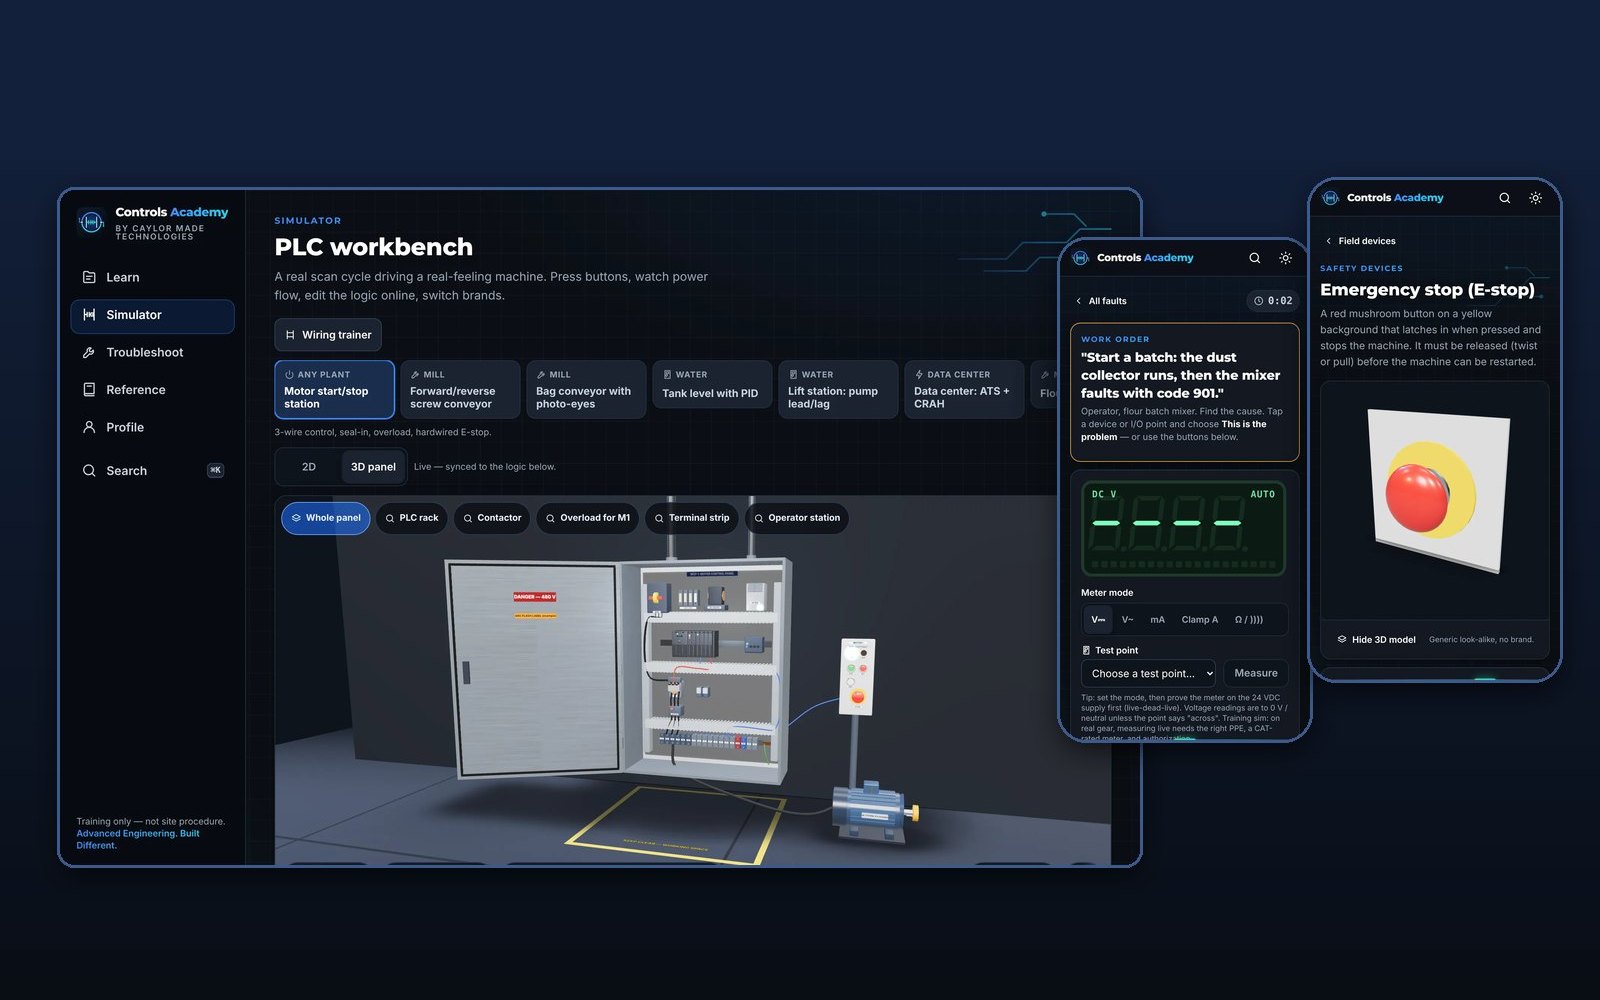 Controls Academy
BY CAYLOR MADE
TECHNOLOGIES
Learn
Simulator
Troubleshoot
Reference
Profile
Search
⌘K
Training only — not site procedure.
Advanced Engineering. Built
Different.
SIMULATOR
PLC workbench
A real scan cycle driving a real-feeling machine. Press buttons, watch power
flow, edit the logic online, switch brands.
Wiring trainer
ANY PLANT
Motor start/stop
station
MILL
Forward/reverse
screw conveyor
MILL
Bag conveyor with
photo-eyes
WATER
Tank level with PID
WATER
Lift station: pump
lead/lag
DATA CENTER
Data center: ATS +
CRAH
3-wire control, seal-in, overload, hardwired E-stop.
2D
3D panel
Live — synced to the logic below.
Whole panel
PLC rack
Contactor
Overload for M1
Terminal strip
Operator station
DANGER — 480 V
Controls Academy
All faults
0:02
WORK ORDER
"Start a batch: the dust
collector runs, then the mixer
faults with code 901."
Operator, flour batch mixer. Find the cause. Tap
a device or I/O point and choose This is the
problem — or use the buttons below.
DC V
AUTO
----
Meter mode
V⎓
V~
mA
Clamp A
Ω / ))))
Test point
Choose a test point...
Measure
Tip: set the mode, then prove the meter on the 24 VDC
supply first (live-dead-live). Voltage readings are to 0 V /
neutral unless the point says "across". Training sim: on
real gear, measuring live needs the right PPE, a CAT-
rated meter, and authorization.
Controls Academy
Field devices
SAFETY DEVICES
Emergency stop (E-stop)
A red mushroom button on a yellow
background that latches in when pressed and
stops the machine. It must be released (twist
or pull) before the machine can be restarted.
Hide 3D model
Generic look-alike, no brand.